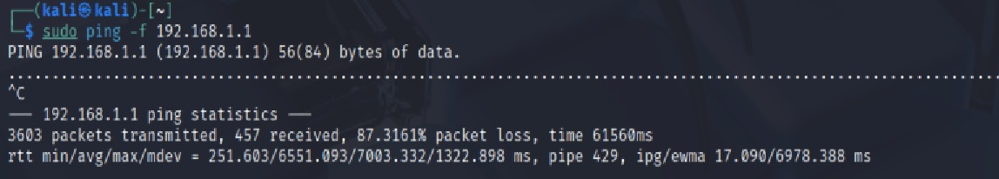 ┌──(kali㉿kali)-[~]
└─$ sudo ping -f 192.168.1.1
PING 192.168.1.1 (192.168.1.1) 56(84) bytes of data.
.................................................................................................................................
^C
── 192.168.1.1 ping statistics ──
3603 packets transmitted, 457 received, 87.3161% packet loss, time 61560ms
rtt min/avg/max/mdev = 251.603/6551.093/7003.332/1322.898 ms, pipe 429, ipg/ewma 17.090/6978.388 ms